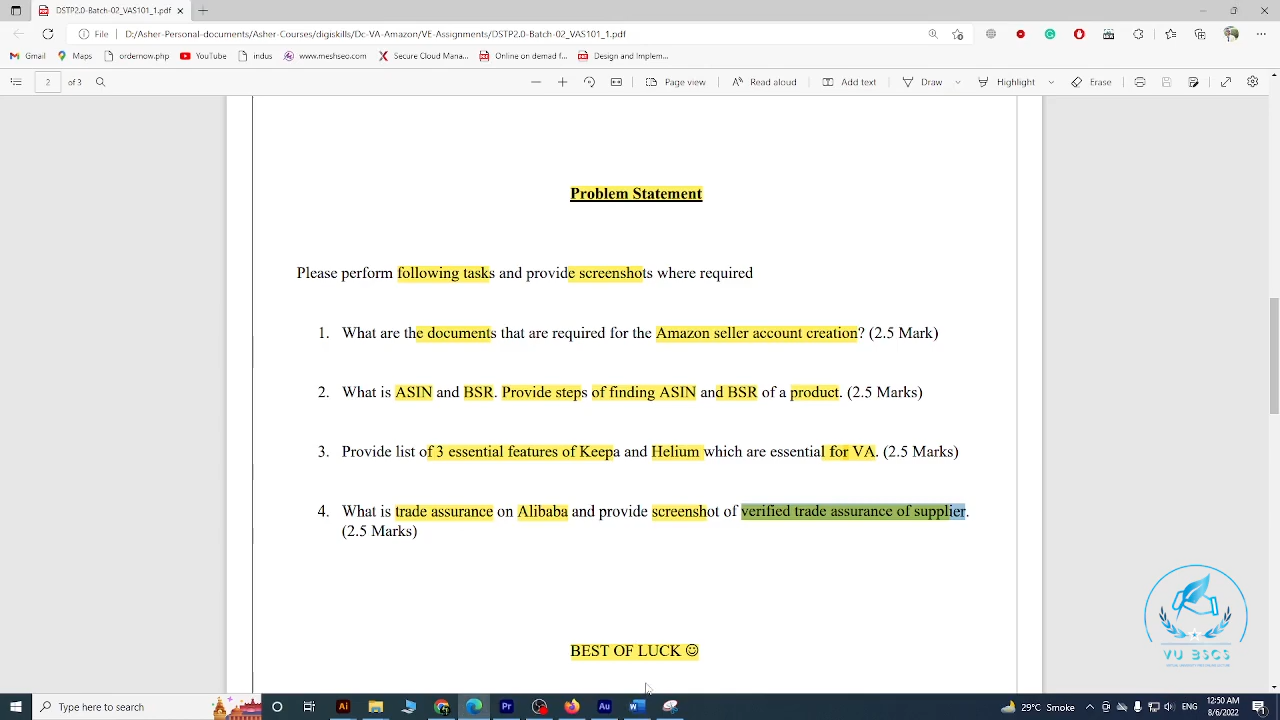 DSTP2.0-Batch-02_VAS101_1.pdf
File D:/Asher-Personal-documents/Asher-Courses/digiskills/Dc-VA-Amazon/VE-Assignments/DSTP2.0-Batch-02_VAS101_1.pdf
Gmail Maps ordernow.php YouTube indus www.meshsec.com Secure Cloud Mana... Online on demad f... Design and Implem...
2 of 3 Page view Read aloud Add text Draw Highlight Erase
Problem Statement
Please perform following tasks and provide screenshots where required
1. What are the documents that are required for the Amazon seller account creation? (2.5 Mark)
2. What is ASIN and BSR. Provide steps of finding ASIN and BSR of a product. (2.5 Marks)
3. Provide list of 3 essential features of Keepa and Helium which are essential for VA. (2.5 Marks)
4. What is trade assurance on Alibaba and provide screenshot of verified trade assurance of supplier.
(2.5 Marks)
BEST OF LUCK ☺
VU BSCS
Type here to search
Ai Pr Au
29°C Smoke ENG 12:50 AM
8/6/2022